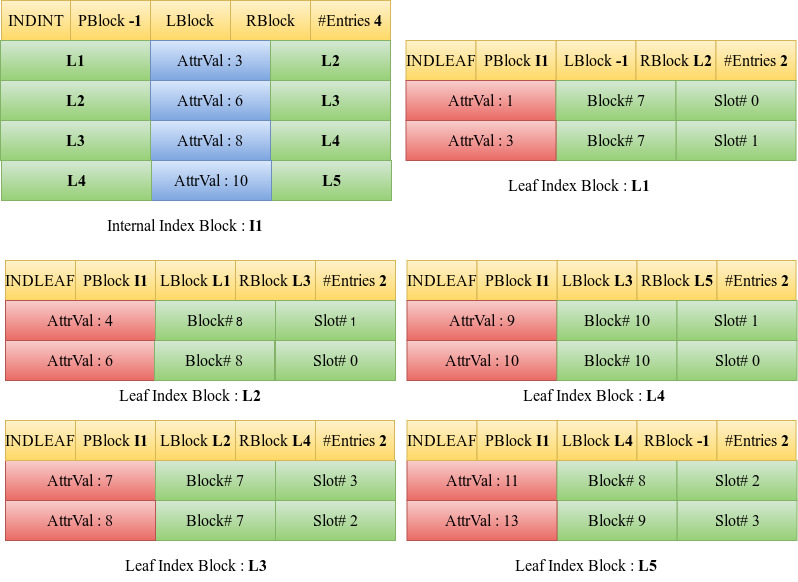 INDINT PBlock -1 LBlock RBlock #Entries 4
L1 AttrVal : 3 L2
L2 AttrVal : 6 L3
L3 AttrVal : 8 L4
L4 AttrVal : 10 L5
Internal Index Block : I1
INDLEAF PBlock I1 LBlock -1 RBlock L2 #Entries 2
AttrVal : 1 Block# 7 Slot# 0
AttrVal : 3 Block# 7 Slot# 1
Leaf Index Block : L1
INDLEAF PBlock I1 LBlock L1 RBlock L3 #Entries 2
AttrVal : 4 Block# 8 Slot# 1
AttrVal : 6 Block# 8 Slot# 0
Leaf Index Block : L2
INDLEAF PBlock I1 LBlock L3 RBlock L5 #Entries 2
AttrVal : 9 Block# 10 Slot# 1
AttrVal : 10 Block# 10 Slot# 0
Leaf Index Block : L4
INDLEAF PBlock I1 LBlock L2 RBlock L4 #Entries 2
AttrVal : 7 Block# 7 Slot# 3
AttrVal : 8 Block# 7 Slot# 2
Leaf Index Block : L3
INDLEAF PBlock I1 LBlock L4 RBlock -1 #Entries 2
AttrVal : 11 Block# 8 Slot# 2
AttrVal : 13 Block# 9 Slot# 3
Leaf Index Block : L5